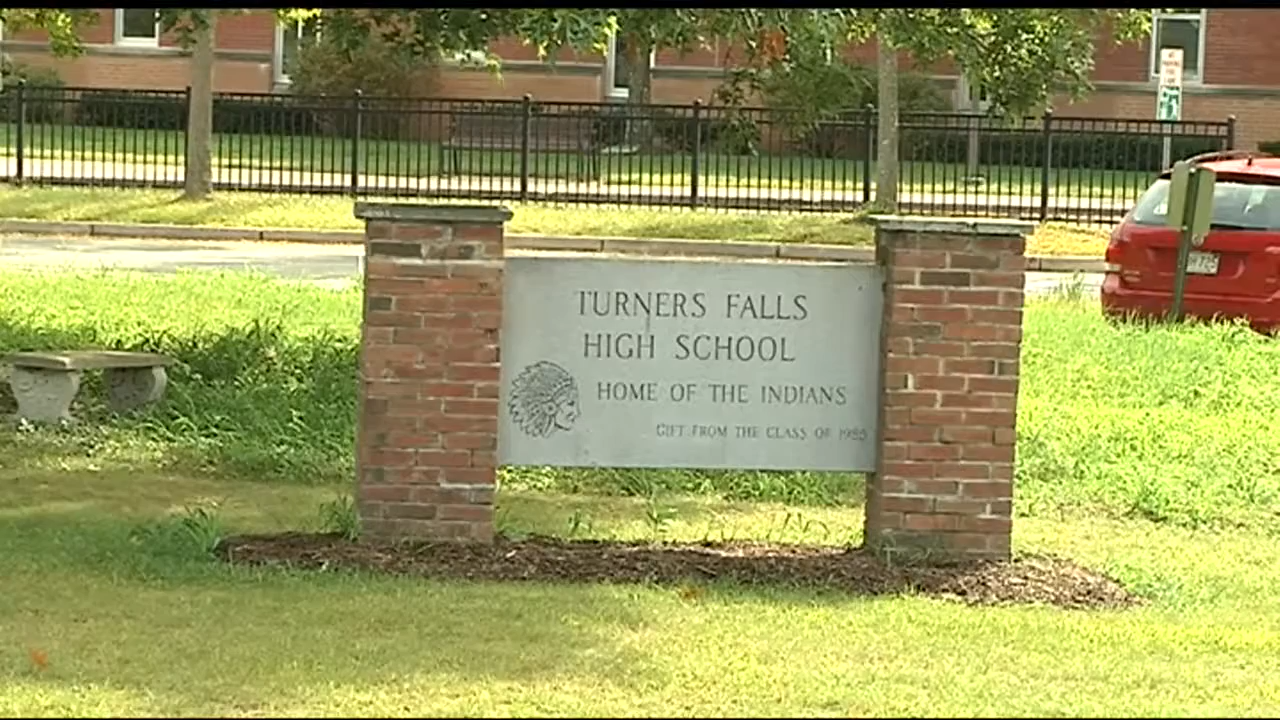 TURNERS FALLS
HIGH SCHOOL
HOME OF THE INDIANS
GIFT FROM THE CLASS OF